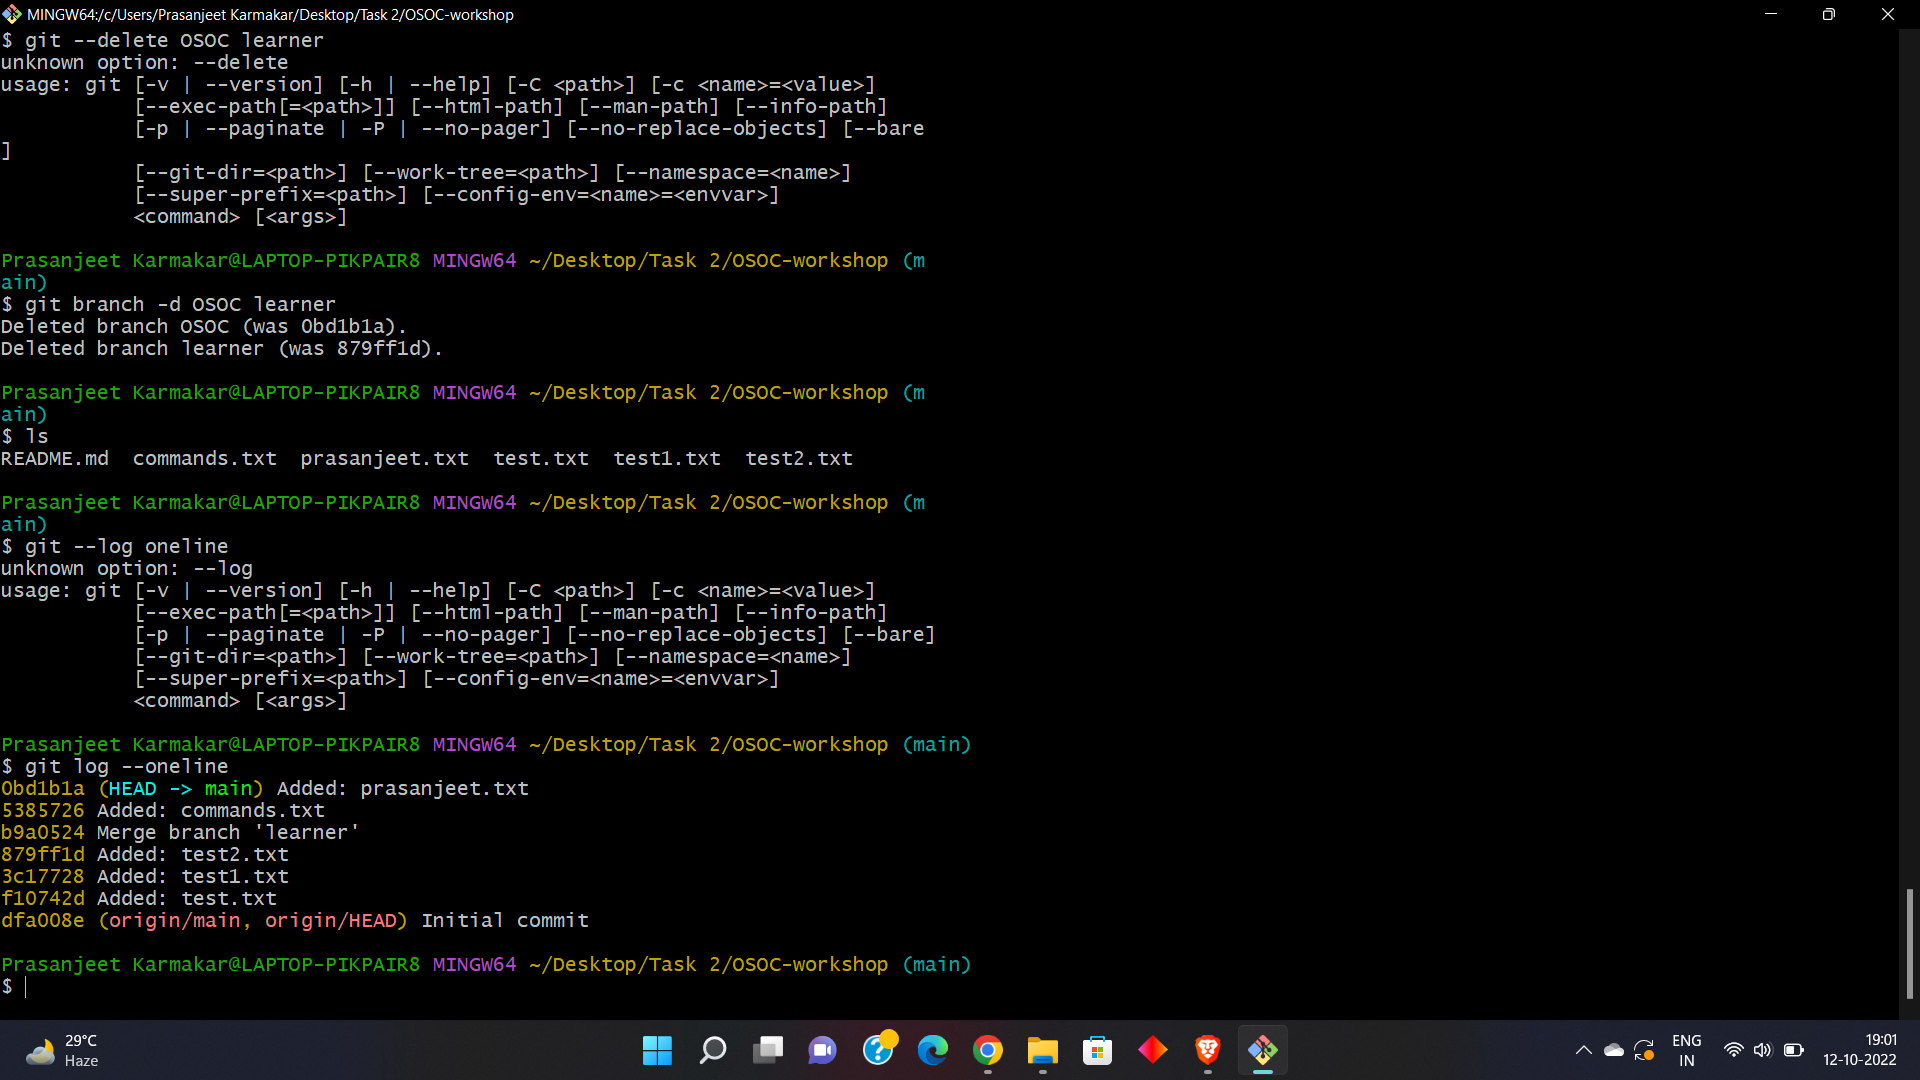 MINGW64:/c/Users/Prasanjeet Karmakar/Desktop/Task 2/OSOC-workshop
$ git --delete OSOC learner
unknown option: --delete
usage: git [-v | --version] [-h | --help] [-C <path>] [-c <name>=<value>]
           [--exec-path[=<path>]] [--html-path] [--man-path] [--info-path]
           [-p | --paginate | -P | --no-pager] [--no-replace-objects] [--bare
]
           [--git-dir=<path>] [--work-tree=<path>] [--namespace=<name>]
           [--super-prefix=<path>] [--config-env=<name>=<envvar>]
           <command> [<args>]
Prasanjeet Karmakar@LAPTOP-PIKPAIR8 MINGW64 ~/Desktop/Task 2/OSOC-workshop (m
ain)
$ git branch -d OSOC learner
Deleted branch OSOC (was 0bd1b1a).
Deleted branch learner (was 879ff1d).
Prasanjeet Karmakar@LAPTOP-PIKPAIR8 MINGW64 ~/Desktop/Task 2/OSOC-workshop (m
ain)
$ ls
README.md  commands.txt  prasanjeet.txt  test.txt  test1.txt  test2.txt
Prasanjeet Karmakar@LAPTOP-PIKPAIR8 MINGW64 ~/Desktop/Task 2/OSOC-workshop (m
ain)
$ git --log oneline
unknown option: --log
usage: git [-v | --version] [-h | --help] [-C <path>] [-c <name>=<value>]
           [--exec-path[=<path>]] [--html-path] [--man-path] [--info-path]
           [-p | --paginate | -P | --no-pager] [--no-replace-objects] [--bare]
           [--git-dir=<path>] [--work-tree=<path>] [--namespace=<name>]
           [--super-prefix=<path>] [--config-env=<name>=<envvar>]
           <command> [<args>]
Prasanjeet Karmakar@LAPTOP-PIKPAIR8 MINGW64 ~/Desktop/Task 2/OSOC-workshop (main)
$ git log --oneline
0bd1b1a (HEAD -> main) Added: prasanjeet.txt
5385726 Added: commands.txt
b9a0524 Merge branch 'learner'
879ff1d Added: test2.txt
3c17728 Added: test1.txt
f10742d Added: test.txt
dfa008e (origin/main, origin/HEAD) Initial commit
Prasanjeet Karmakar@LAPTOP-PIKPAIR8 MINGW64 ~/Desktop/Task 2/OSOC-workshop (main)
$
29°C
Haze
ENG
IN
19:01
12-10-2022